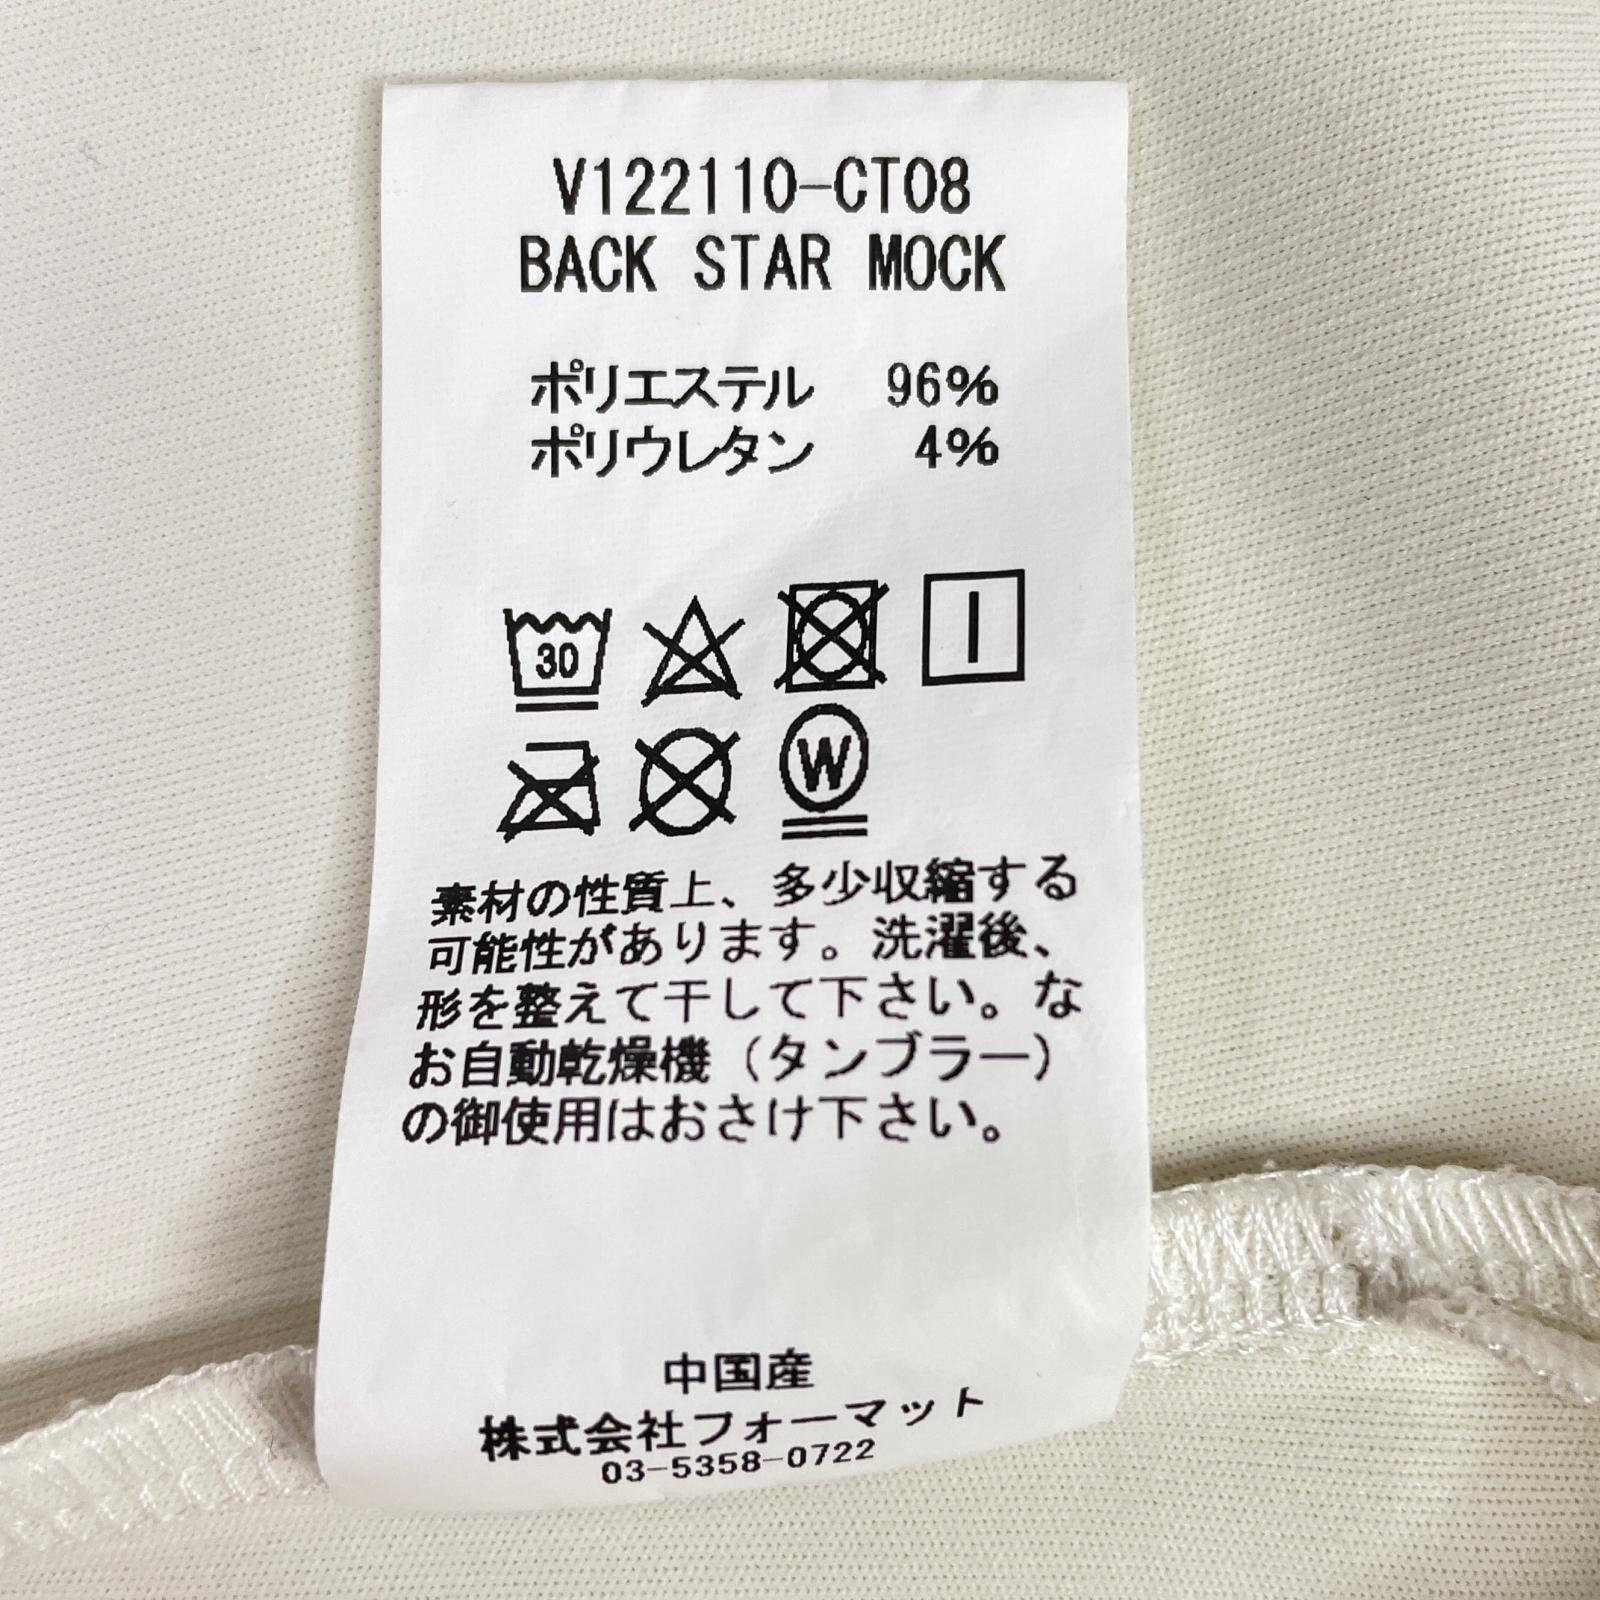 V122110-CT08
BACK STAR MOCK
ポリエステル 96%
ポリウレタン 4%
30
W
素材の性質上、多少収縮する
可能性があります。洗濯後、
形を整えて干して下さい。な
お自動乾燥機（タンブラー）
の御使用はおさけ下さい。
中国産
株式会社フォーマット
03-5358-0722